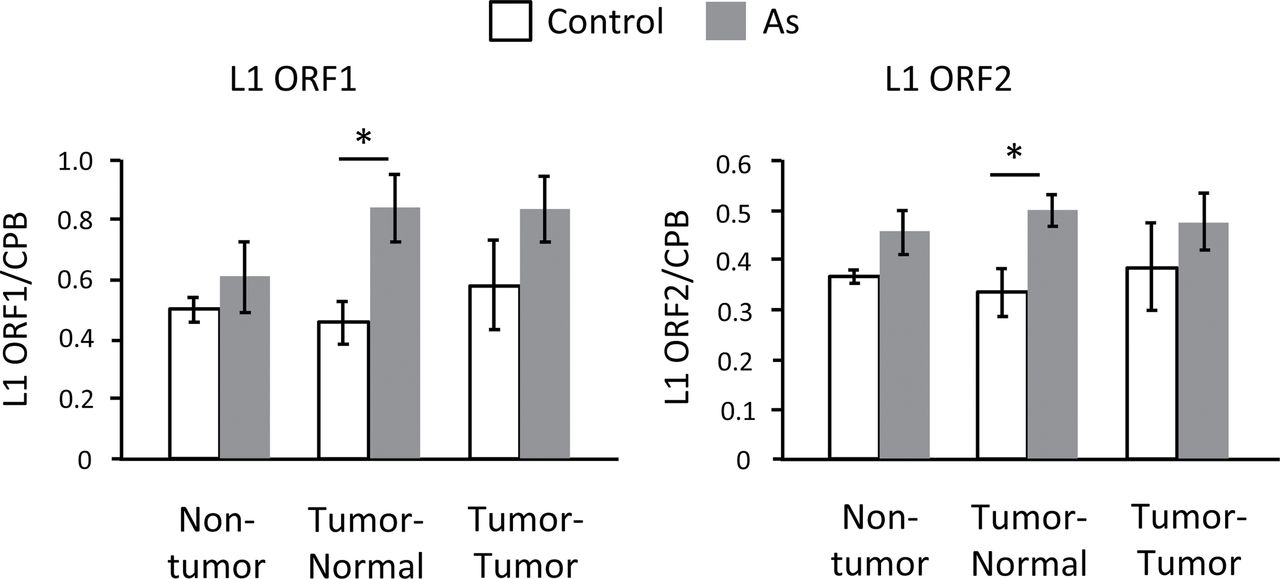 Control As
L1 ORF1
L1 ORF2
*
*
L1 ORF1/CPB
1.0
0.8
0.6
0.4
0.2
0
Non-
tumor
Tumor-
Normal
Tumor-
Tumor
L1 ORF2/CPB
0.6
0.5
0.4
0.3
0.2
0.1
0
Non-
tumor
Tumor-
Normal
Tumor-
Tumor